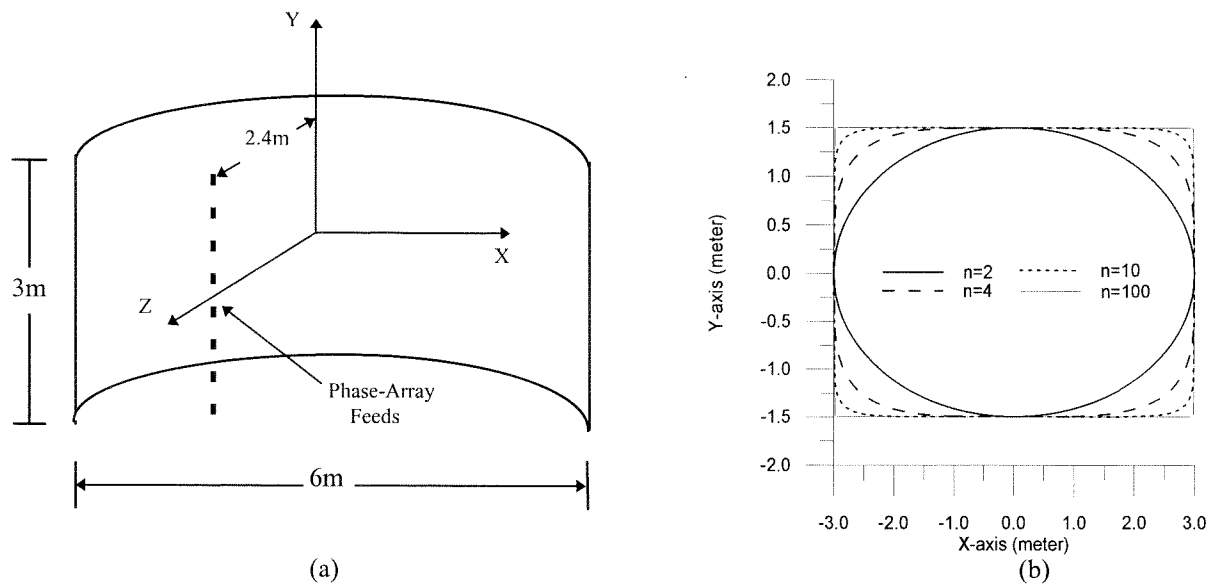 Y
2.4m
X
Z
3m
Phase-Array
Feeds
6m
(a)
2.0
1.5
1.0
0.5
0.0
-0.5
-1.0
-1.5
-2.0
Y-axis (meter)
n=2
n=10
n=4
n=100
-3.0 -2.0 -1.0 0.0 1.0 2.0 3.0
X-axis (meter)
(b)